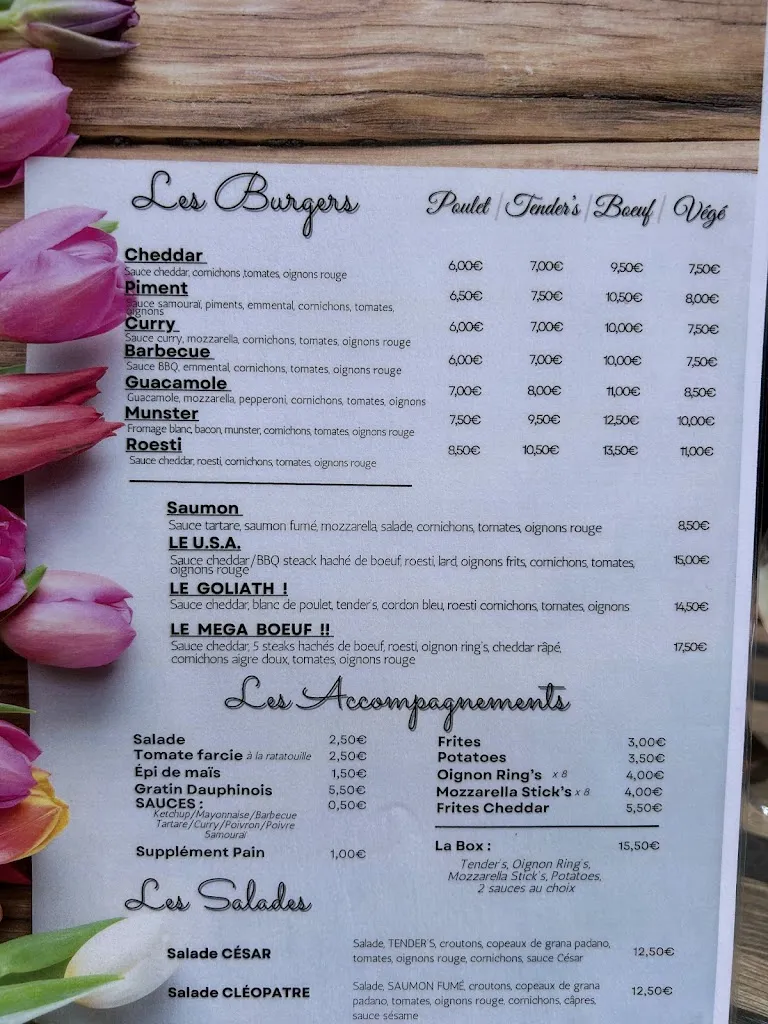 Les Burgers Poulet / Tender's / Boeuf / Végé
Cheddar
Sauce cheddar, cornichons ,tomates, oignons rouge 6,00€ 7,00€ 9,50€ 7,50€
Piment
Sauce samouraï, piments, emmental, cornichons, tomates, 6,50€ 7,50€ 10,50€ 8,00€
oignons
Curry
Sauce curry, mozzarella, cornichons, tomates, oignons rouge 6,00€ 7,00€ 10,00€ 7,50€
Barbecue
Sauce BBQ, emmental, cornichons, tomates, oignons rouge 6,00€ 7,00€ 10,00€ 7,50€
Guacamole
Guacamole, mozzarella, pepperoni, cornichons, tomates, oignons 7,00€ 8,00€ 11,00€ 8,50€
Munster
Fromage blanc, bacon, munster, cornichons, tomates, oignons rouge 7,50€ 9,50€ 12,50€ 10,00€
Roesti
Sauce cheddar, roesti, cornichons, tomates, oignons rouge 8,50€ 10,50€ 13,50€ 11,00€
Saumon
Sauce tartare, saumon fumé, mozzarella, salade, cornichons, tomates, oignons rouge 8,50€
LE U.S.A.
Sauce cheddar/BBQ steack haché de boeuf, roesti, lard, oignons frits, cornichons, tomates, 15,00€
oignons rouge
LE GOLIATH !
Sauce cheddar, blanc de poulet, tender's, cordon bleu, roesti cornichons, tomates, oignons 14,50€
LE MEGA BOEUF !!
Sauce cheddar, 5 steaks hachés de boeuf, roesti, oignon ring's, cheddar râpé, 17,50€
cornichons aigre doux, tomates, oignons rouge
Les Accompagnements
Salade 2,50€
Tomate farcie à la ratatouille 2,50€
Épi de maïs 1,50€
Gratin Dauphinois 5,50€
SAUCES : 0,50€
Ketchup/Mayonnaise/Barbecue
Tartare/Curry/Poivron/Poivre
Samouraï
Supplément Pain 1,00€
Frites 3,00€
Potatoes 3,50€
Oignon Ring's x 8 4,00€
Mozzarella Stick's x 8 4,00€
Frites Cheddar 5,50€
La Box : 15,50€
Tender's, Oignon Ring's,
Mozzarella Stick's, Potatoes,
2 sauces au choix
Les Salades
Salade CÉSAR Salade, TENDER'S, croutons, copeaux de grana padano, 12,50€
tomates, oignons rouge, cornichons, sauce César
Salade CLÉOPATRE Salade, SAUMON FUMÉ, croutons, copeaux de grana 12,50€
padano, tomates, oignons rouge, cornichons, câpres,
sauce sésame